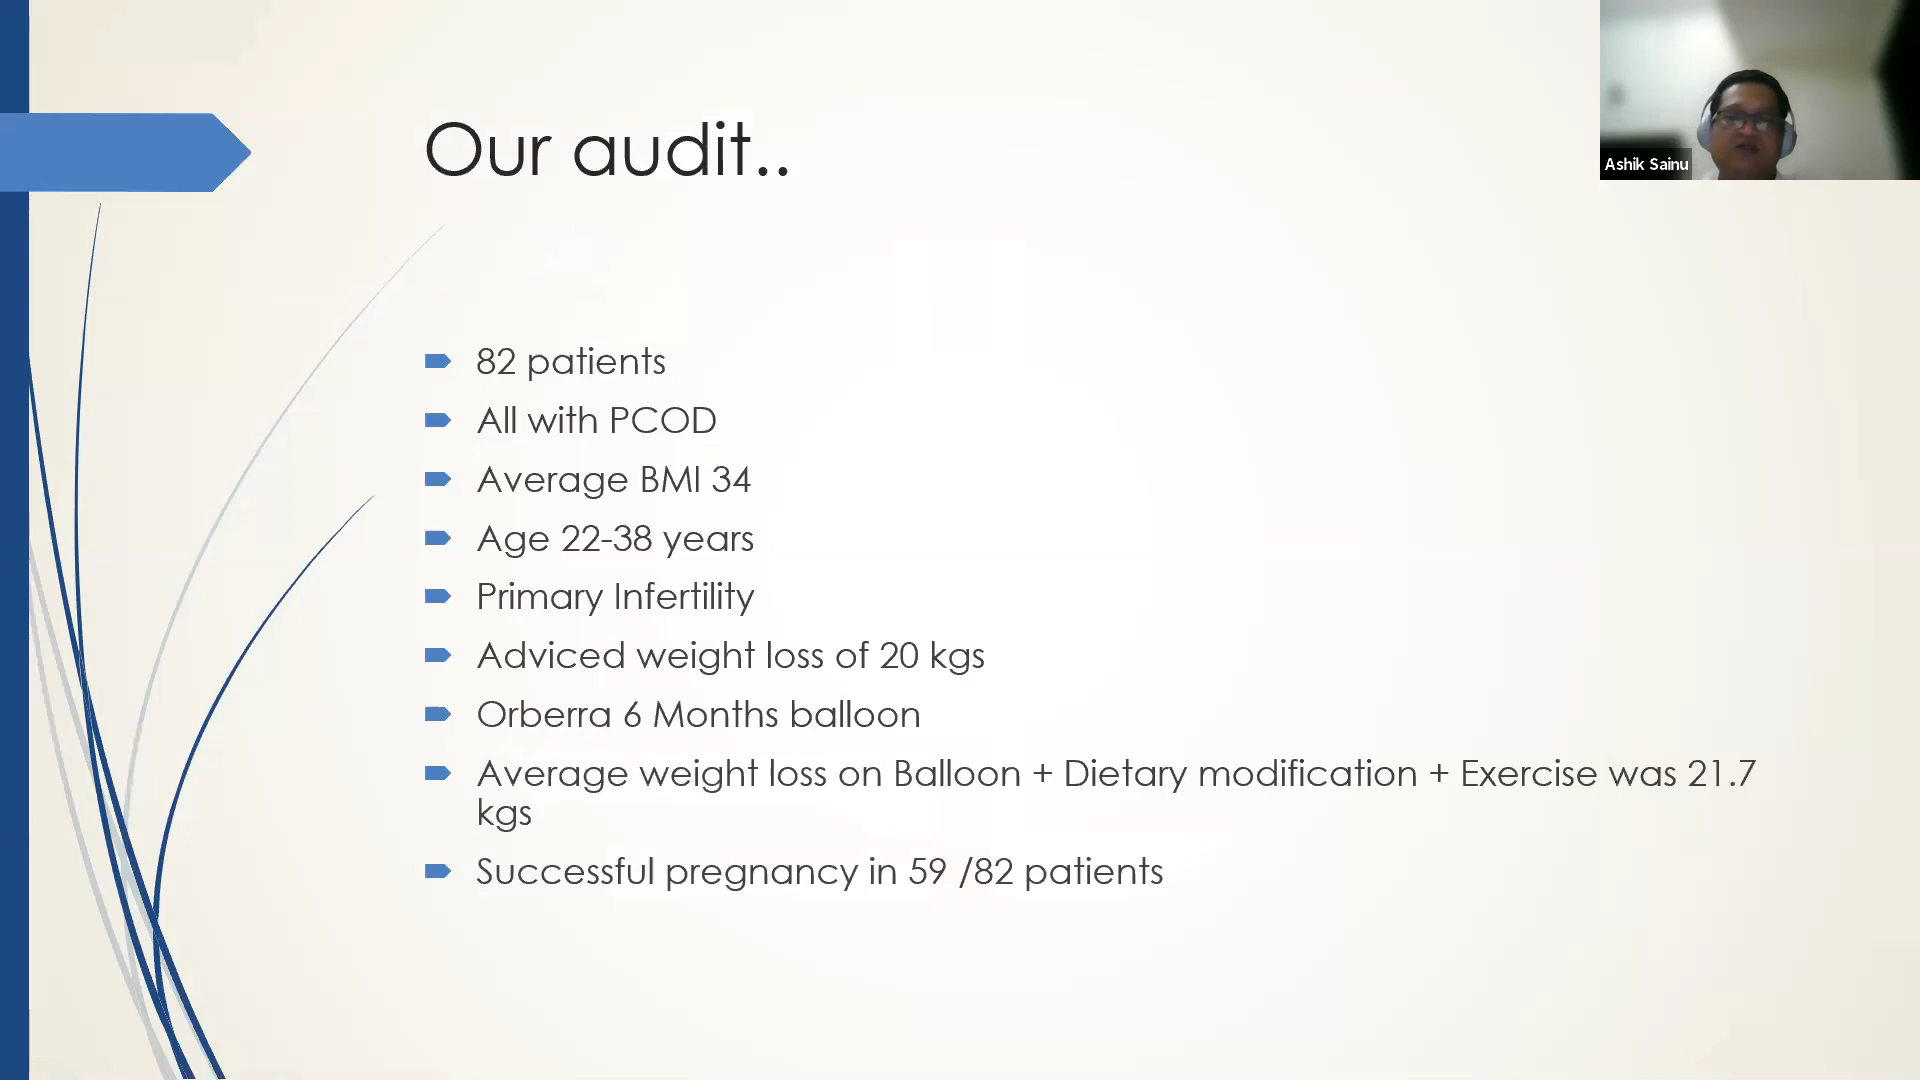 Our audit..
Ashik Sainu
82 patients
All with PCOD
Average BMI 34
Age 22-38 years
Primary Infertility
Adviced weight loss of 20 kgs
Orberra 6 Months balloon
Average weight loss on Balloon + Dietary modification + Exercise was 21.7
kgs
Successful pregnancy in 59 /82 patients